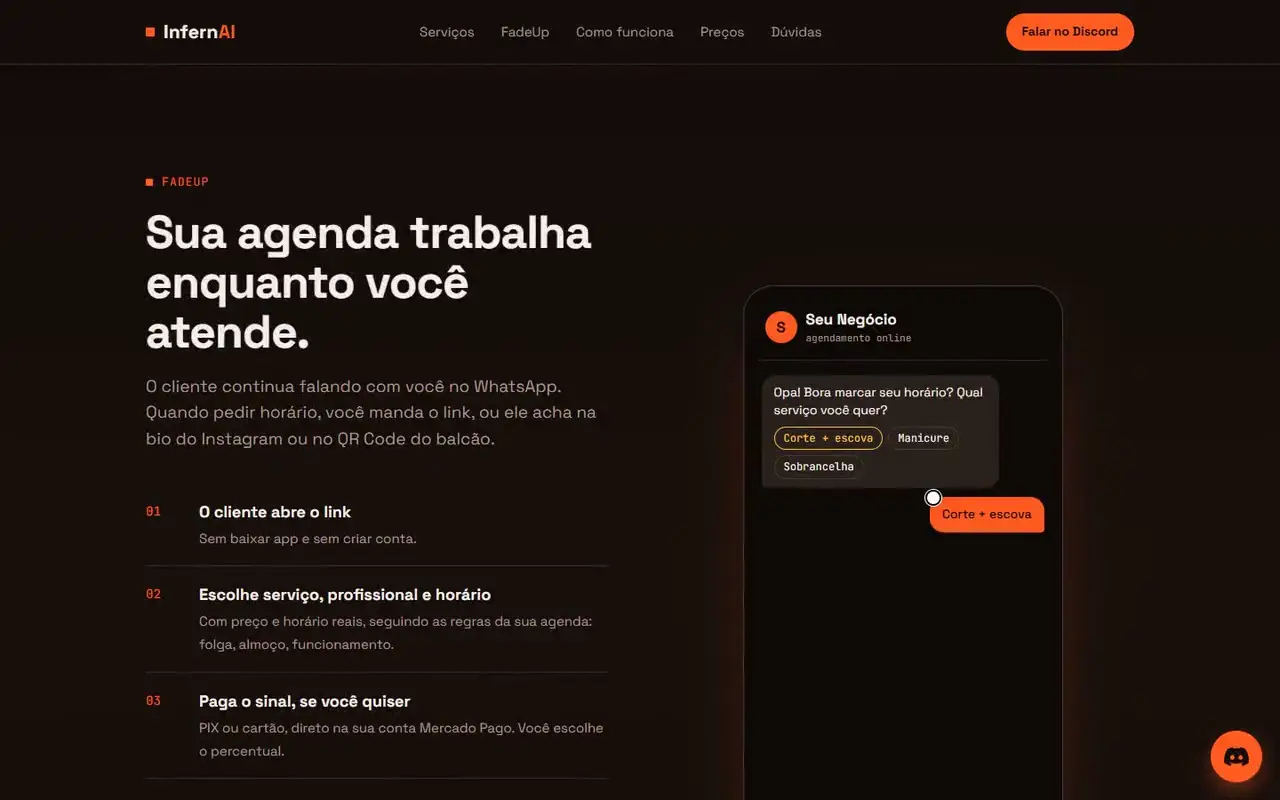 InfernAI
Serviços
FadeUp
Como funciona
Preços
Dúvidas
Falar no Discord
FADEUP
Sua agenda trabalha
enquanto você
atende.
O cliente continua falando com você no WhatsApp.
Quando pedir horário, você manda o link, ou ele acha na
bio do Instagram ou no QR Code do balcão.
01
O cliente abre o link
Sem baixar app e sem criar conta.
02
Escolhe serviço, profissional e horário
Com preço e horário reais, seguindo as regras da sua agenda:
folga, almoço, funcionamento.
03
Paga o sinal, se você quiser
PIX ou cartão, direto na sua conta Mercado Pago. Você escolhe
o percentual.
S
Seu Negócio
agendamento online
Opa! Bora marcar seu horário? Qual
serviço você quer?
Corte + escova
Manicure
Sobrancelha
Corte + escova